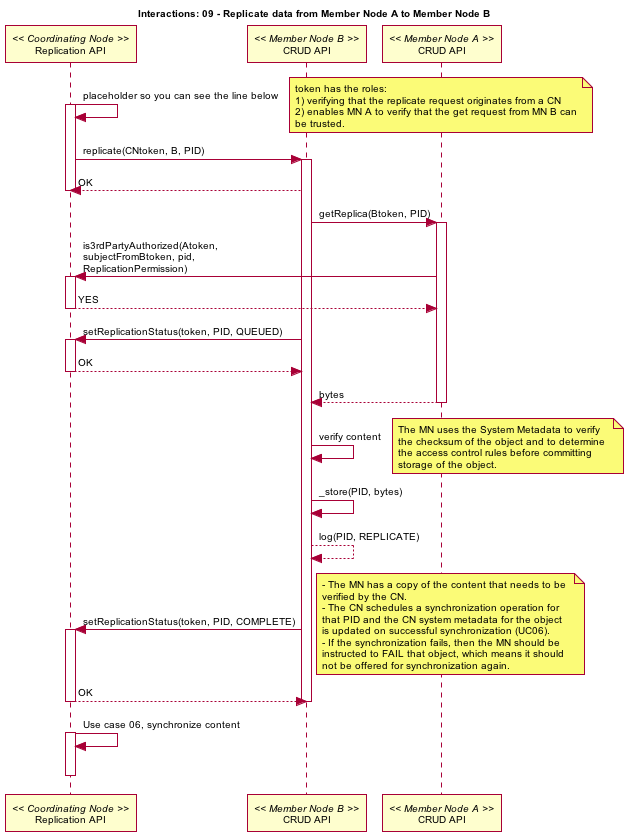 Interactions: 09 - Replicate data from Member Node A to Member Node B
<< Coordinating Node >>
Replication API
<< Member Node B >>
CRUD API
<< Member Node A >>
CRUD API
token has the roles:
1) verifying that the replicate request originates from a CN
2) enables MN A to verify that the get request from MN B can
be trusted.
placeholder so you can see the line below
replicate(CNtoken, B, PID)
OK
getReplica(Btoken, PID)
is3rdPartyAuthorized(Atoken,
subjectFromBtoken, pid,
ReplicationPermission)
YES
setReplicationStatus(token, PID, QUEUED)
OK
bytes
The MN uses the System Metadata to verify
the checksum of the object and to determine
the access control rules before committing
storage of the object.
verify content
_store(PID, bytes)
log(PID, REPLICATE)
- The MN has a copy of the content that needs to be
verified by the CN.
- The CN schedules a synchronization operation for
that PID and the CN system metadata for the object
is updated on successful synchronization (UC06).
- If the synchronization fails, then the MN should be
instructed to FAIL that object, which means it should
not be offered for synchronization again.
setReplicationStatus(token, PID, COMPLETE)
OK
Use case 06, synchronize content
<< Coordinating Node >>
Replication API
<< Member Node B >>
CRUD API
<< Member Node A >>
CRUD API